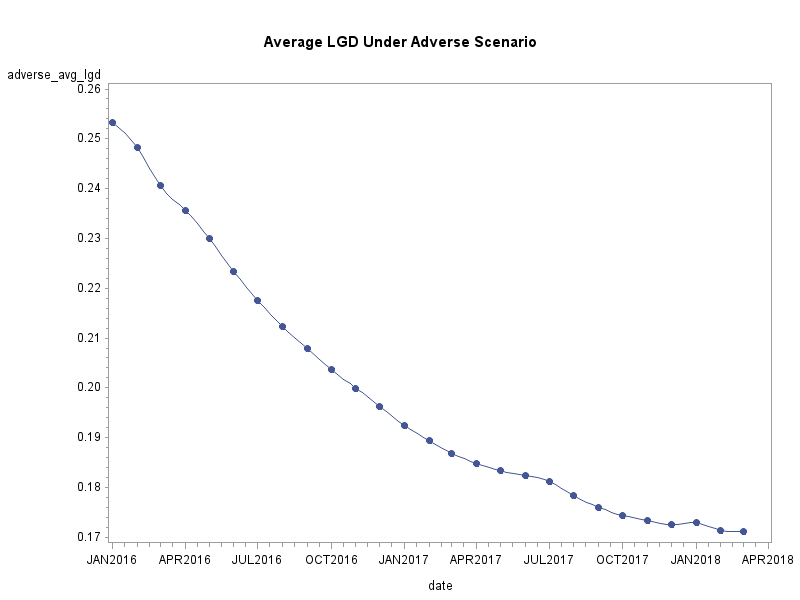 Average LGD Under Adverse Scenario
adverse_avg_lgd
0.26
0.25
0.24
0.23
0.22
0.21
0.20
0.19
0.18
0.17
JAN2016 APR2016 JUL2016 OCT2016 JAN2017 APR2017 JUL2017 OCT2017 JAN2018 APR2018
date